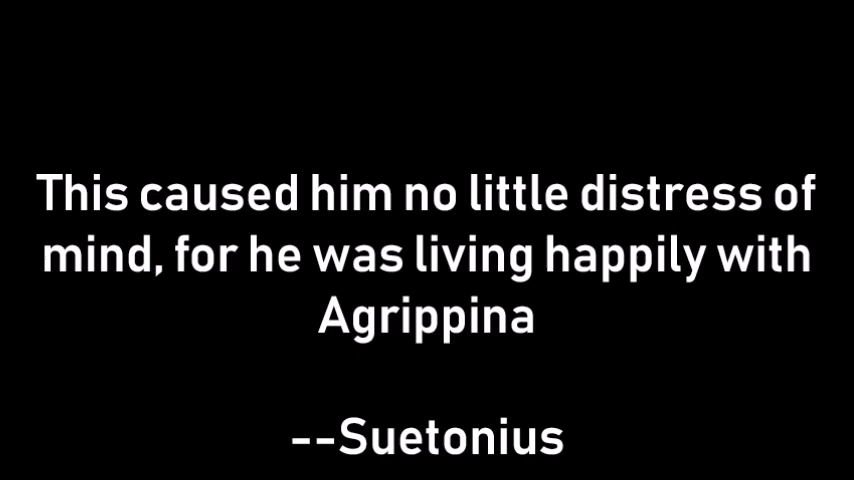 This caused him no little distress of
mind, for he was living happily with
Agrippina
--Suetonius